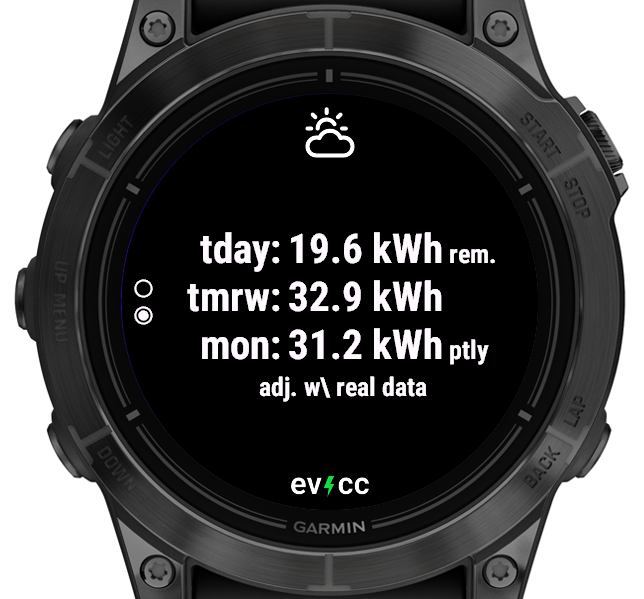 LIGHT
START
STOP
tday: 19.6 kWh rem.
UP·MENU
tmrw: 32.9 kWh
mon: 31.2 kWh ptly
adj. w\ real data
LAP
DOWN
BACK
evcc
GARMIN